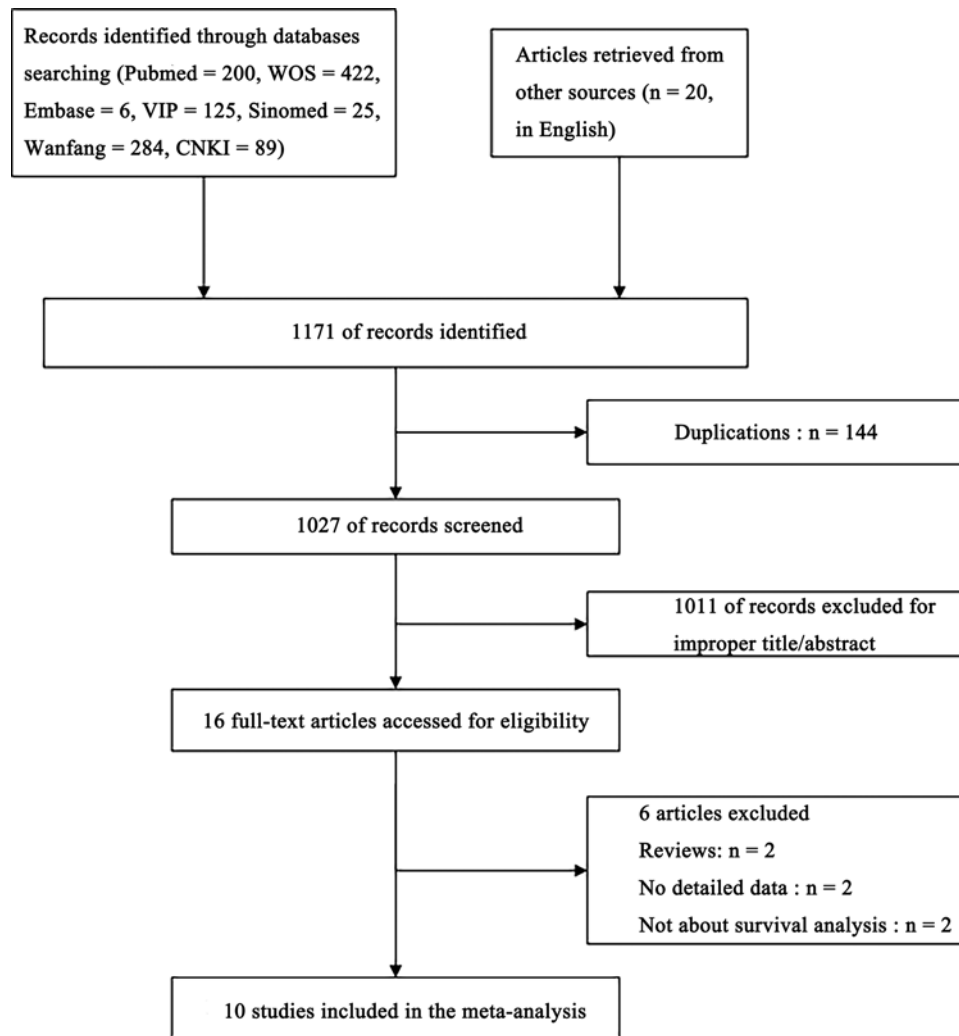 Records identified through databases
searching (Pubmed = 200, WOS = 422,
Embase = 6, VIP = 125, Sinomed = 25,
Wanfang = 284, CNKI = 89)
Articles retrieved from
other sources (n = 20,
in English)
1171 of records identified
Duplications : n = 144
1027 of records screened
1011 of records excluded for
improper title/abstract
16 full-text articles accessed for eligibility
6 articles excluded
Reviews: n = 2
No detailed data : n = 2
Not about survival analysis : n = 2
10 studies included in the meta-analysis